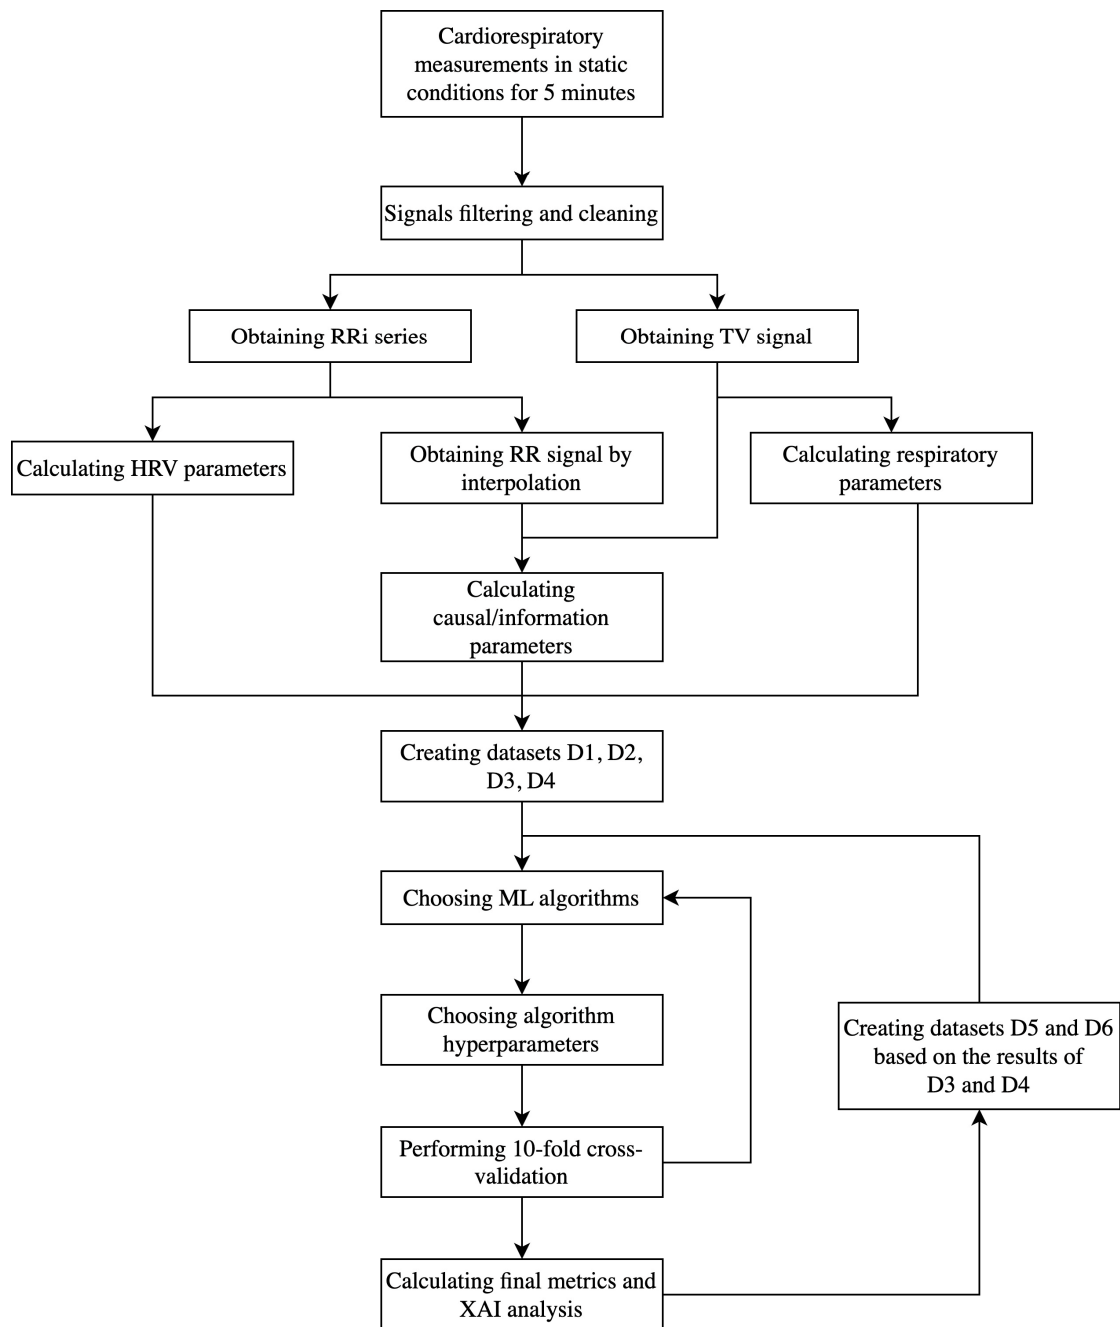 Cardiorespiratory
measurements in static
conditions for 5 minutes
Signals filtering and cleaning
Obtaining RRi series
Obtaining TV signal
Calculating HRV parameters
Obtaining RR signal by
interpolation
Calculating respiratory
parameters
Calculating
causal/information
parameters
Creating datasets D1, D2,
D3, D4
Choosing ML algorithms
Choosing algorithm
hyperparameters
Creating datasets D5 and D6
based on the results of
D3 and D4
Performing 10-fold cross-
validation
Calculating final metrics and
XAI analysis